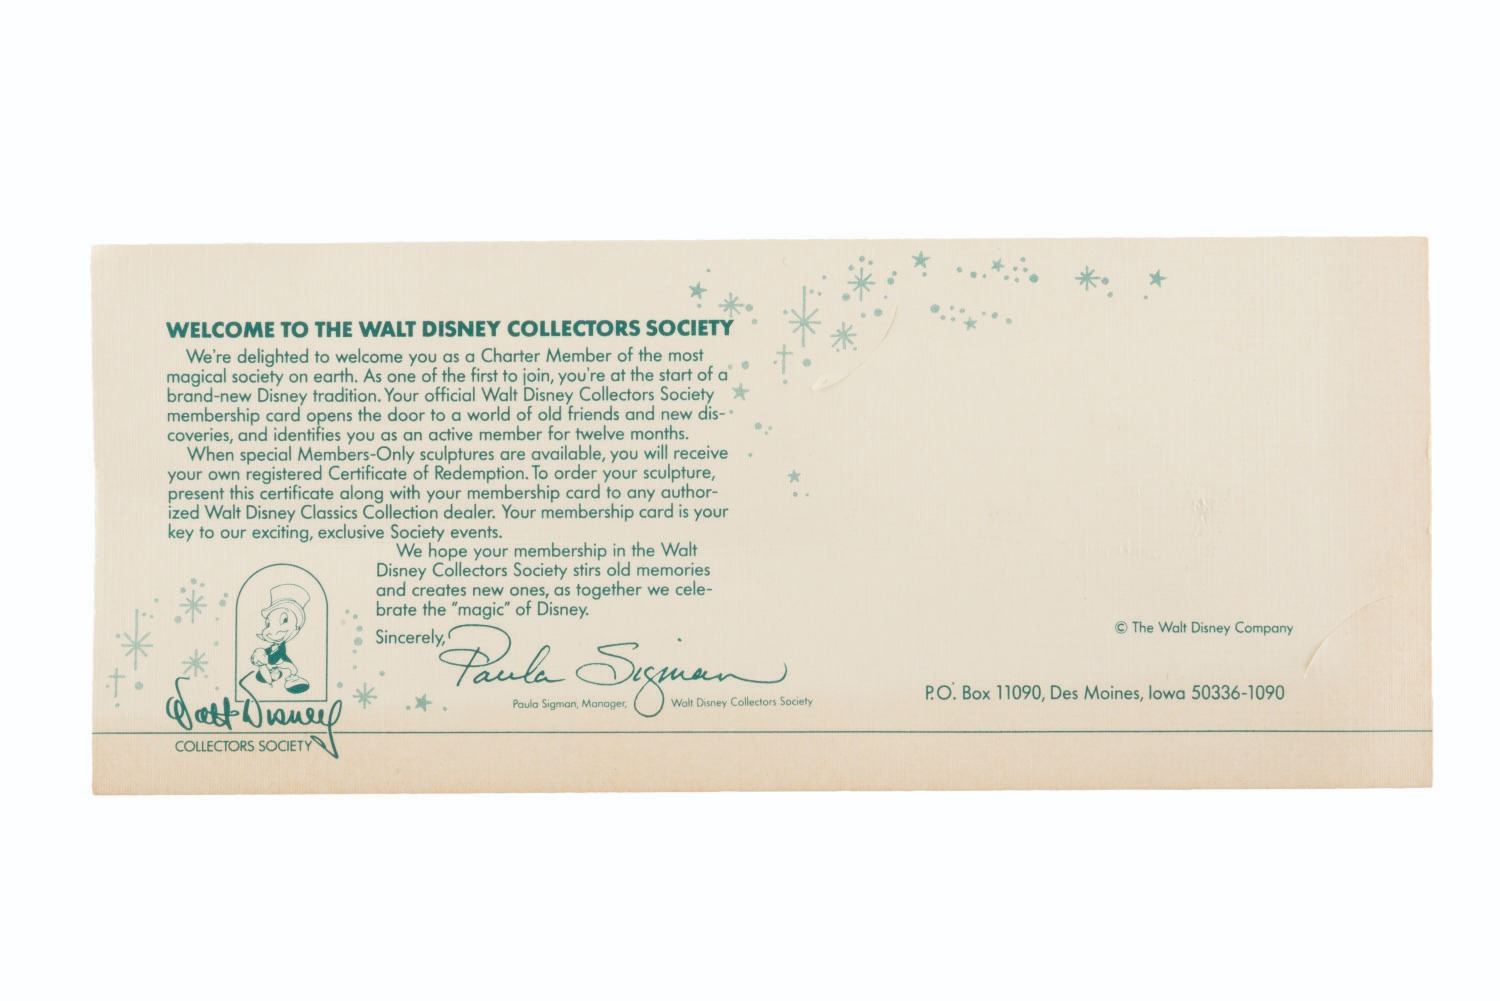 WELCOME TO THE WALT DISNEY COLLECTORS SOCIETY
We're delighted to welcome you as a Charter Member of the most
magical society on earth. As one of the first to join, you're at the start of a
brand-new Disney tradition. Your official Walt Disney Collectors Society
membership card opens the door to a world of old friends and new dis-
coveries, and identifies you as an active member for twelve months.
When special Members-Only sculptures are available, you will receive
your own registered Certificate of Redemption. To order your sculpture,
present this certificate along with your membership card to any author-
ized Walt Disney Classics Collection dealer. Your membership card is your
key to our exciting, exclusive Society events.
We hope your membership in the Walt
Disney Collectors Society stirs old memories
and creates new ones, as together we cele-
brate the "magic" of Disney.
Sincerely,
Paula Sigman
Paula Sigman, Manager, Walt Disney Collectors Society
Walt Disney
COLLECTORS SOCIETY
© The Walt Disney Company
P.O. Box 11090, Des Moines, Iowa 50336-1090